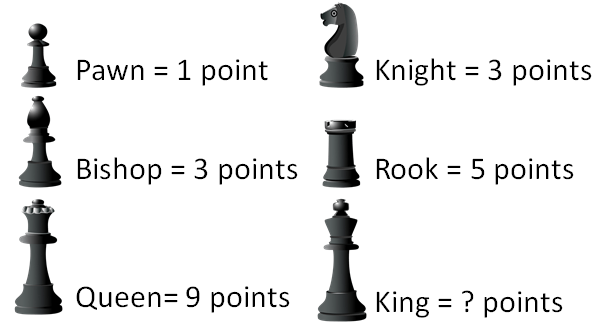 Pawn = 1 point
Knight = 3 points
Bishop = 3 points
Rook = 5 points
Queen= 9 points
King = ? points